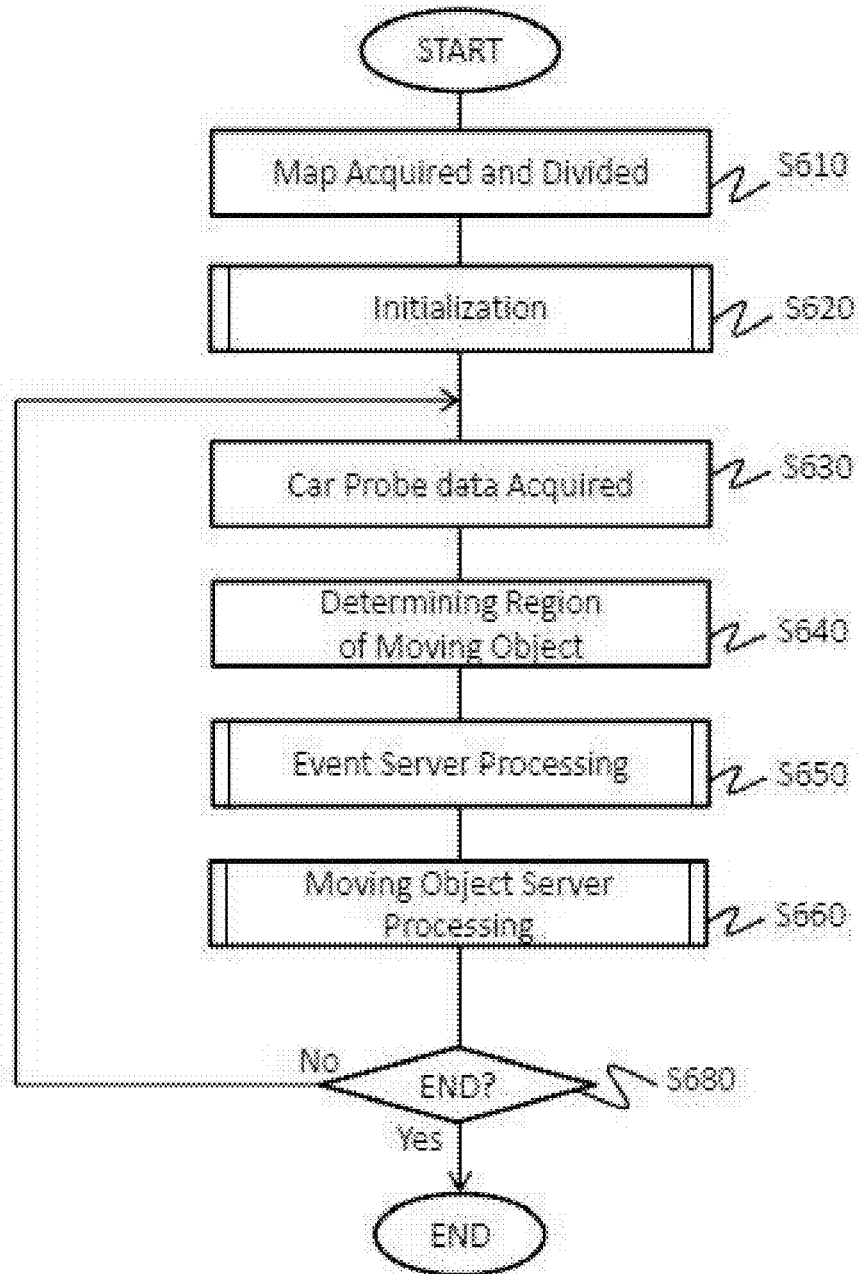 START
Map Acquired and Divided
S610
Initialization
S620
Car Probe data Acquired
S630
Determining Region
of Moving Object
S640
Event Server Processing
S650
Moving Object Server
Processing
S660
No
END?
S680
Yes
END